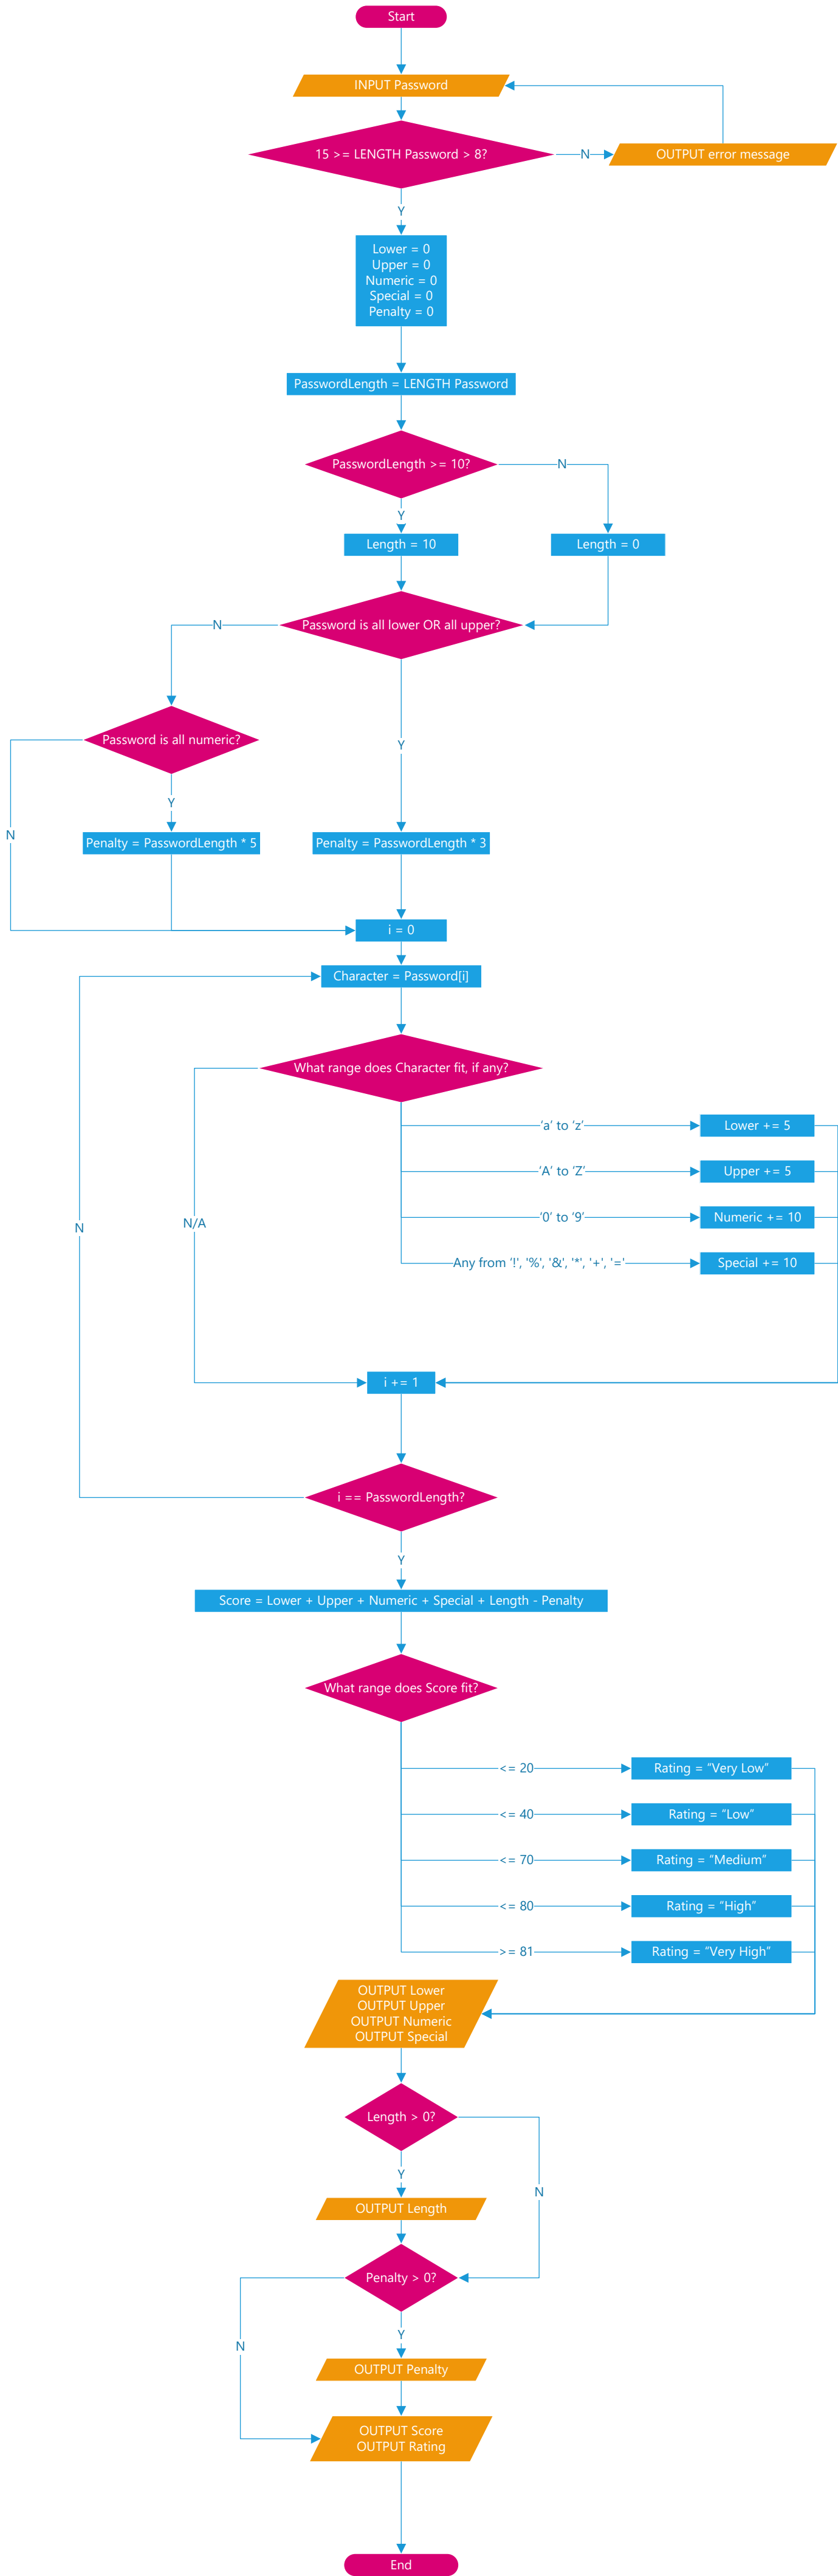 Start
INPUT Password
15 >= LENGTH Password > 8?
N
OUTPUT error message
Y
Lower = 0
Upper = 0
Numeric = 0
Special = 0
Penalty = 0
PasswordLength = LENGTH Password
PasswordLength >= 10?
N
Y
Length = 10
Length = 0
Password is all lower OR all upper?
N
Password is all numeric?
Y
Y
N
Penalty = PasswordLength * 5
Penalty = PasswordLength * 3
i = 0
Character = Password[i]
What range does Character fit, if any?
‘a’ to ‘z’
Lower += 5
‘A’ to ‘Z’
Upper += 5
N/A
N
‘0’ to ‘9’
Numeric += 10
Any from ‘!’, '%', '&', '*', '+', '='
Special += 10
i += 1
i == PasswordLength?
Y
Score = Lower + Upper + Numeric + Special + Length - Penalty
What range does Score fit?
<= 20
Rating = “Very Low”
<= 40
Rating = “Low”
<= 70
Rating = “Medium”
<= 80
Rating = “High”
>= 81
Rating = “Very High”
OUTPUT Lower
OUTPUT Upper
OUTPUT Numeric
OUTPUT Special
Length > 0?
Y
N
OUTPUT Length
Penalty > 0?
Y
N
OUTPUT Penalty
OUTPUT Score
OUTPUT Rating
End